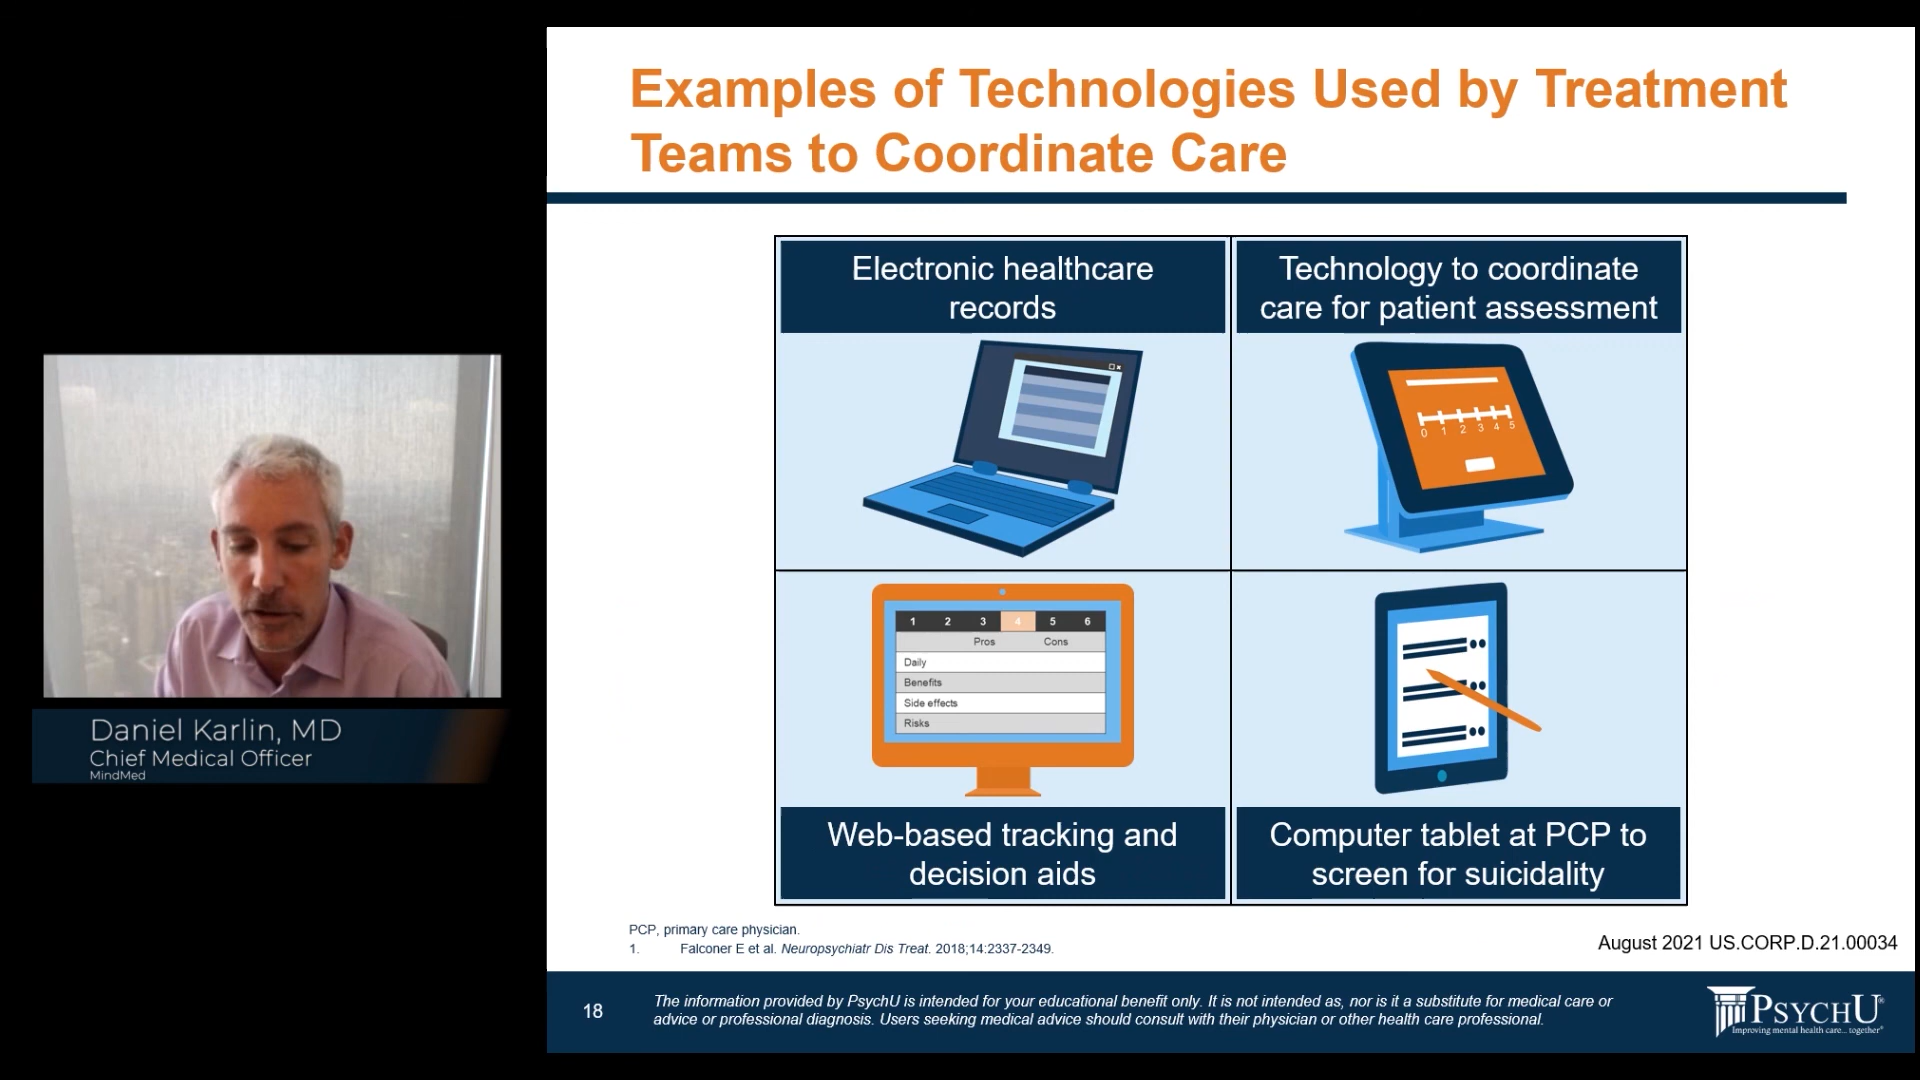 Examples of Technologies Used by Treatment
Teams to Coordinate Care
Electronic healthcare
records
Technology to coordinate
care for patient assessment
0 1 2 3 4 5
1 2 3 4 5 6
Pros Cons
Daily
Benefits
Side effects
Risks
Web-based tracking and
decision aids
Computer tablet at PCP to
screen for suicidality
Daniel Karlin, MD
Chief Medical Officer
MindMed
PCP, primary care physician.
1. Falconer E et al. Neuropsychiatr Dis Treat. 2018;14:2337-2349.
August 2021 US.CORP.D.21.00034
18
The information provided by PsychU is intended for your educational benefit only. It is not intended as, nor is it a substitute for medical care or
advice or professional diagnosis. Users seeking medical advice should consult with their physician or other health care professional.
PSYCHU®
Improving mental health care... together®